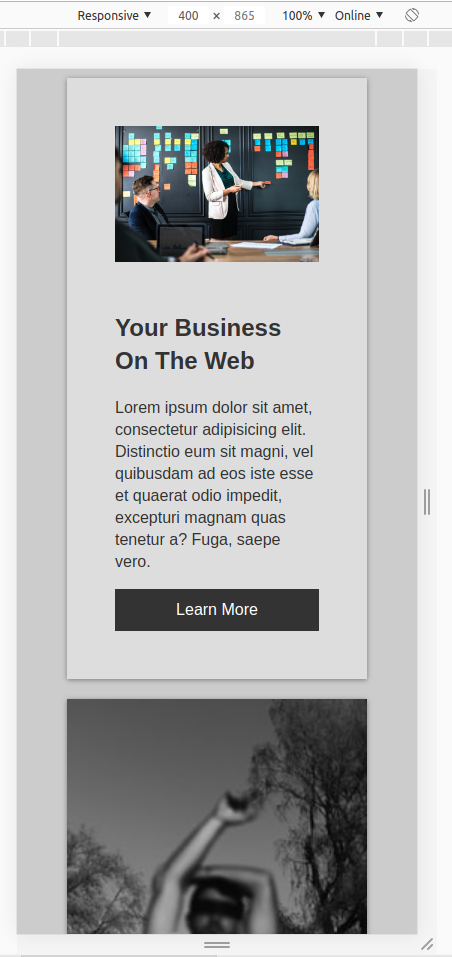 Responsive 400 × 865 100% Online
Your Business
On The Web
Lorem ipsum dolor sit amet,
consectetur adipisicing elit.
Distinctio eum sit magni, vel
quibusdam ad eos iste esse
et quaerat odio impedit,
excepturi magnam quas
tenetur a? Fuga, saepe
vero.
Learn More